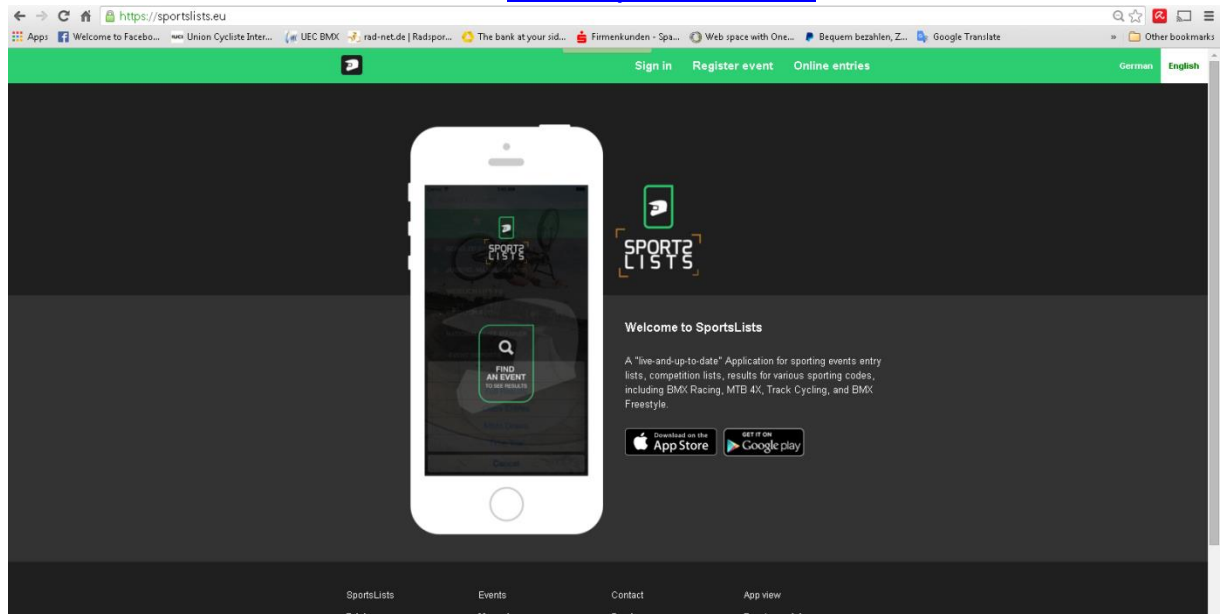 https://sportslists.eu
Apps Welcome to Facebo... Union Cycliste Inter... UEC BMX rad-net.de | Radspor... The bank at your sid... Firmenkunden - Spa... Web space with One... Bequem bezahlen, Z... Google Translate » Other bookmarks
Sign in Register event Online entries German English
SPORTS
LISTS
FIND
AN EVENT
TO SEE RESULTS
Cancel
SPORTS
LISTS
Welcome to SportsLists
A "live-and-up-to-date" Application for sporting events entry
lists, competition lists, results for various sporting codes,
including BMX Racing, MTB 4X, Track Cycling, and BMX
Freestyle.
Download on the
App Store
GET IT ON
Google play
SportsLists Events Contact App view